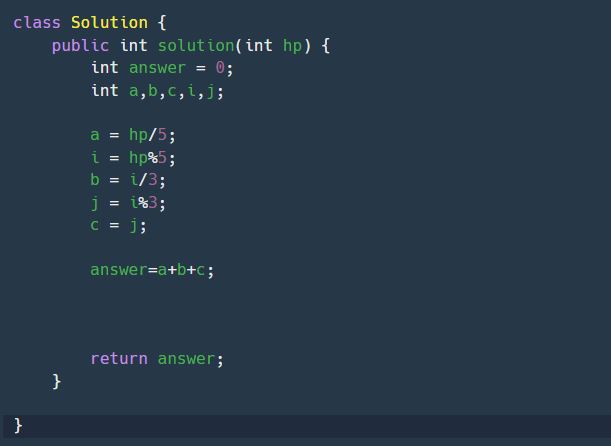 class Solution {
    public int solution(int hp) {
        int answer = 0;
        int a,b,c,i,j;
        a = hp/5;
        i = hp%5;
        b = i/3;
        j = i%3;
        c = j;
        answer=a+b+c;
        return answer;
    }
}